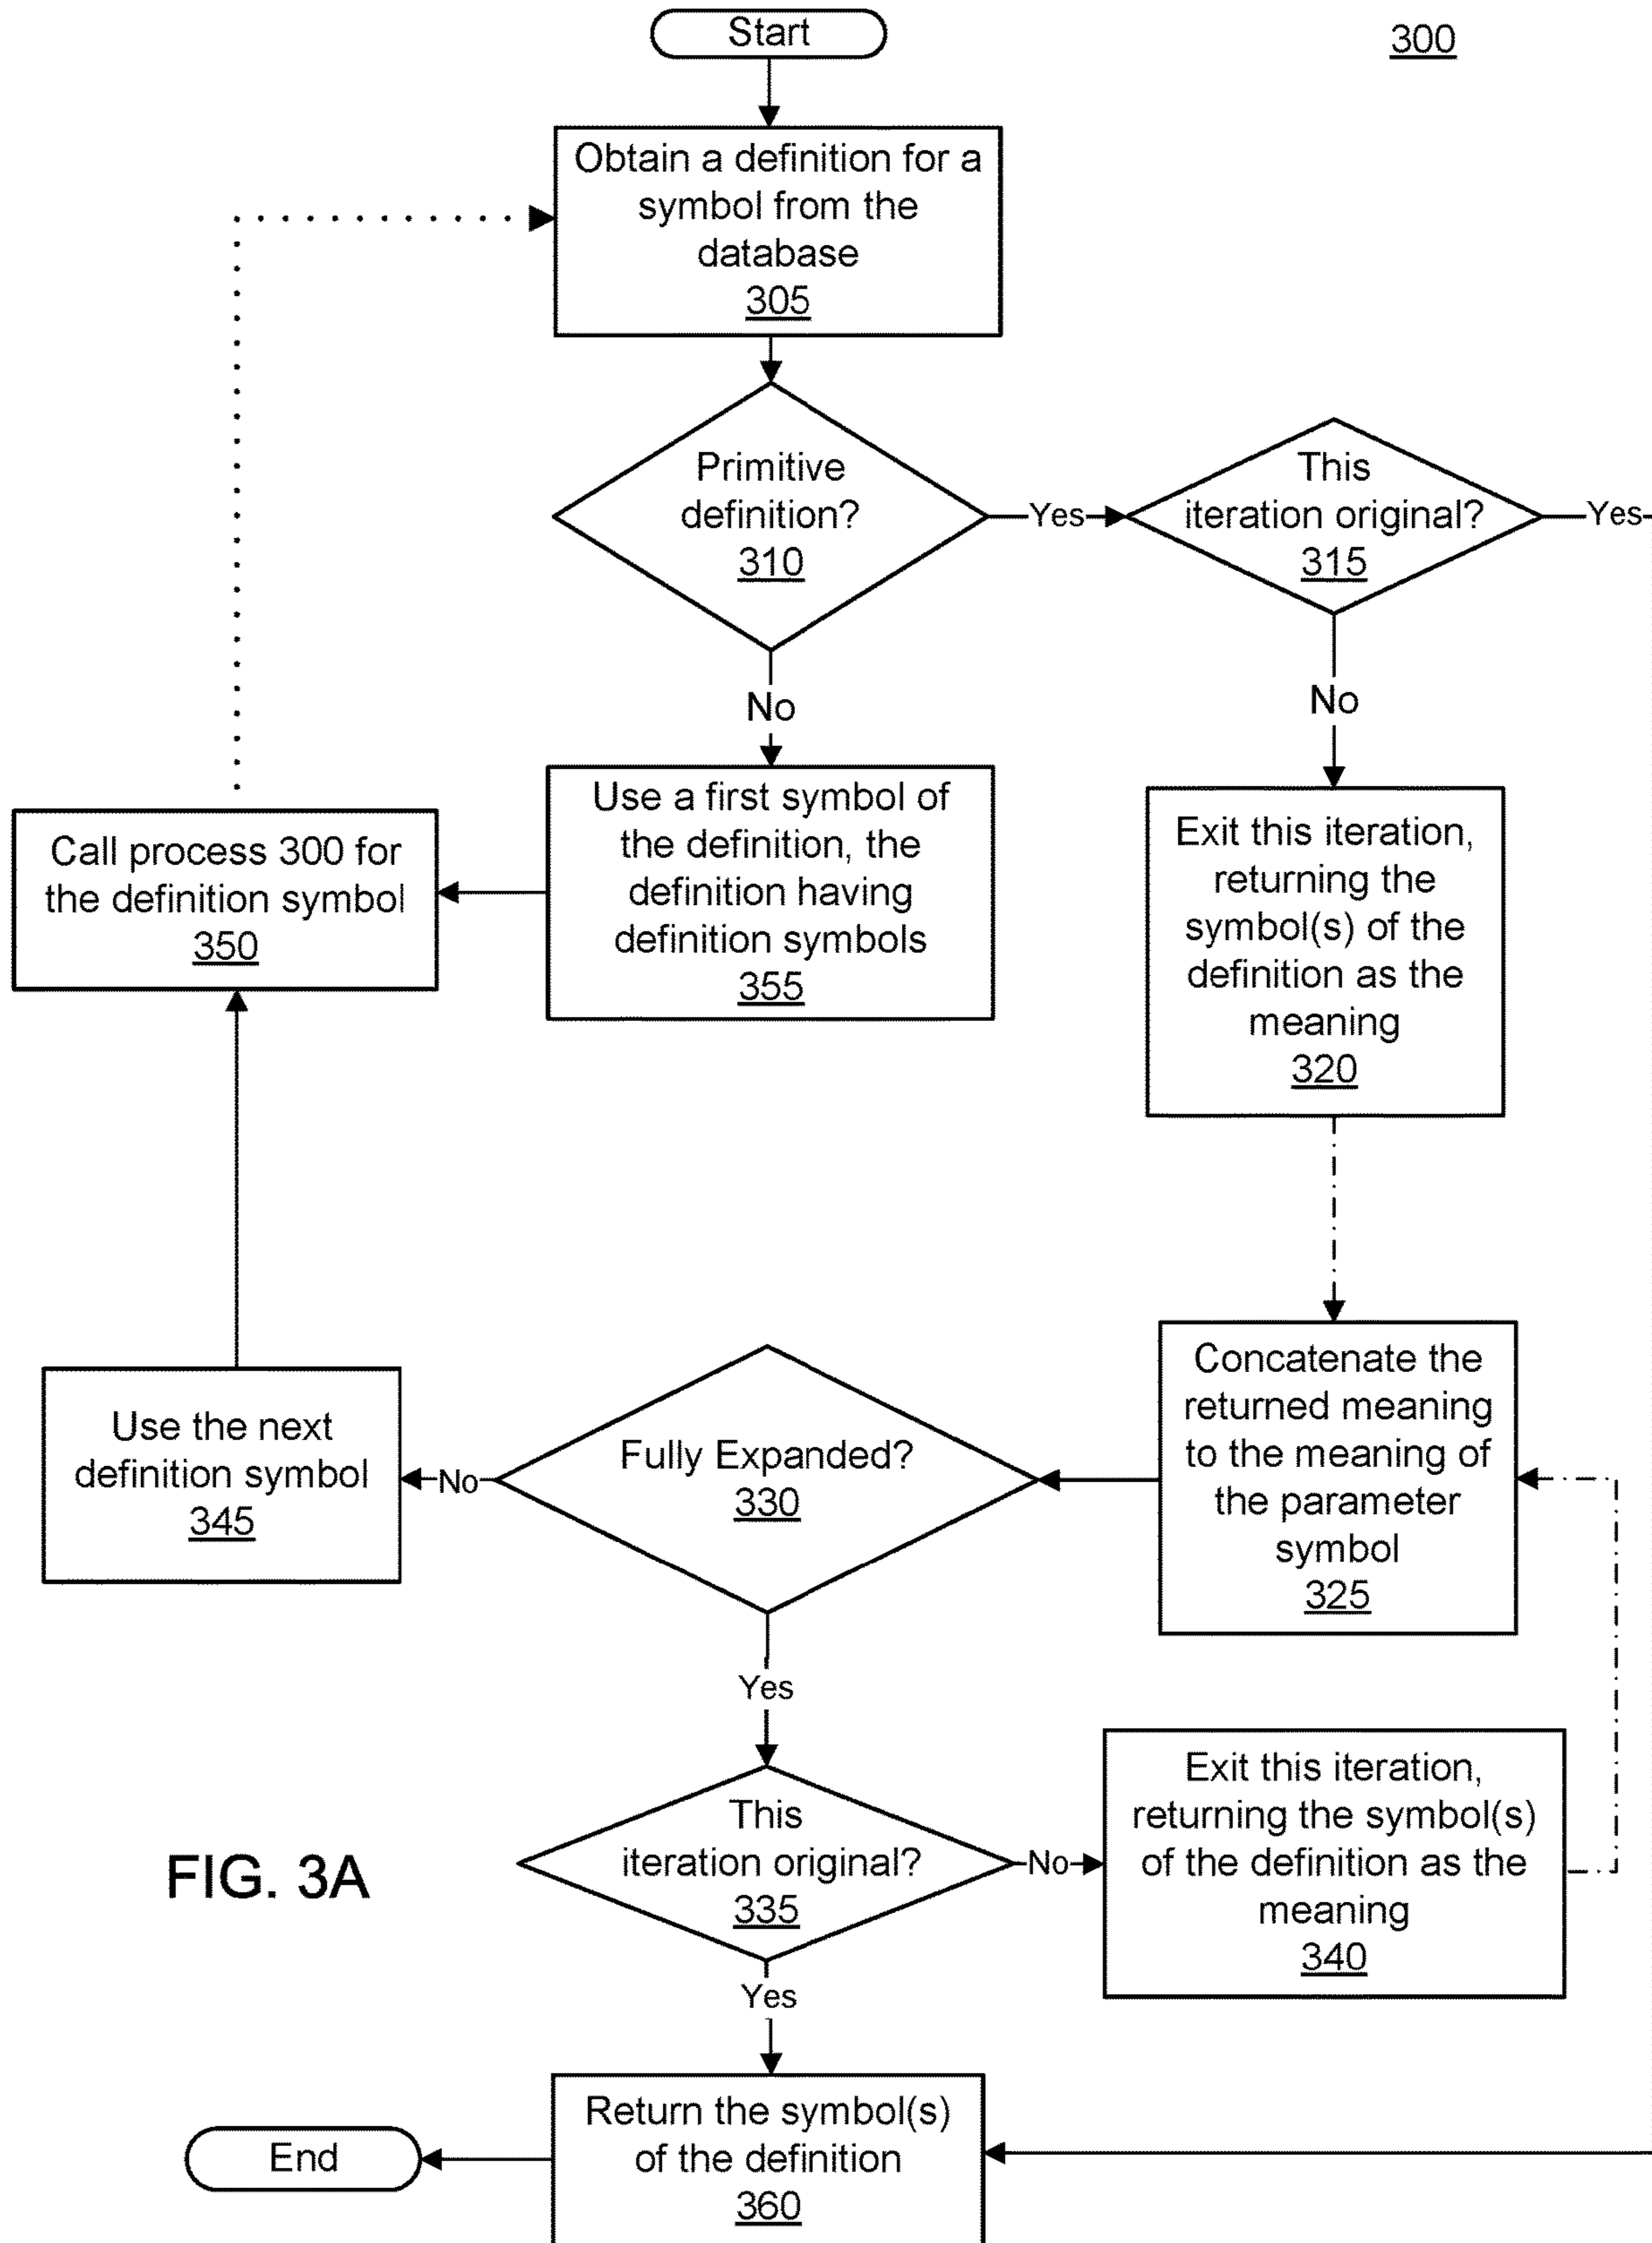 Start
300
Obtain a definition for a
symbol from the
database
305
Primitive
definition?
310
Yes
This
iteration original?
315
Yes
No
No
Use a first symbol of
the definition, the
definition having
definition symbols
355
Call process 300 for
the definition symbol
350
Exit this iteration,
returning the
symbol(s) of the
definition as the
meaning
320
Concatenate the
returned meaning
to the meaning of
the parameter
symbol
325
Fully Expanded?
330
No
Use the next
definition symbol
345
Yes
This
iteration original?
335
No
Exit this iteration,
returning the symbol(s)
of the definition as the
meaning
340
FIG. 3A
Yes
Return the symbol(s)
of the definition
360
End